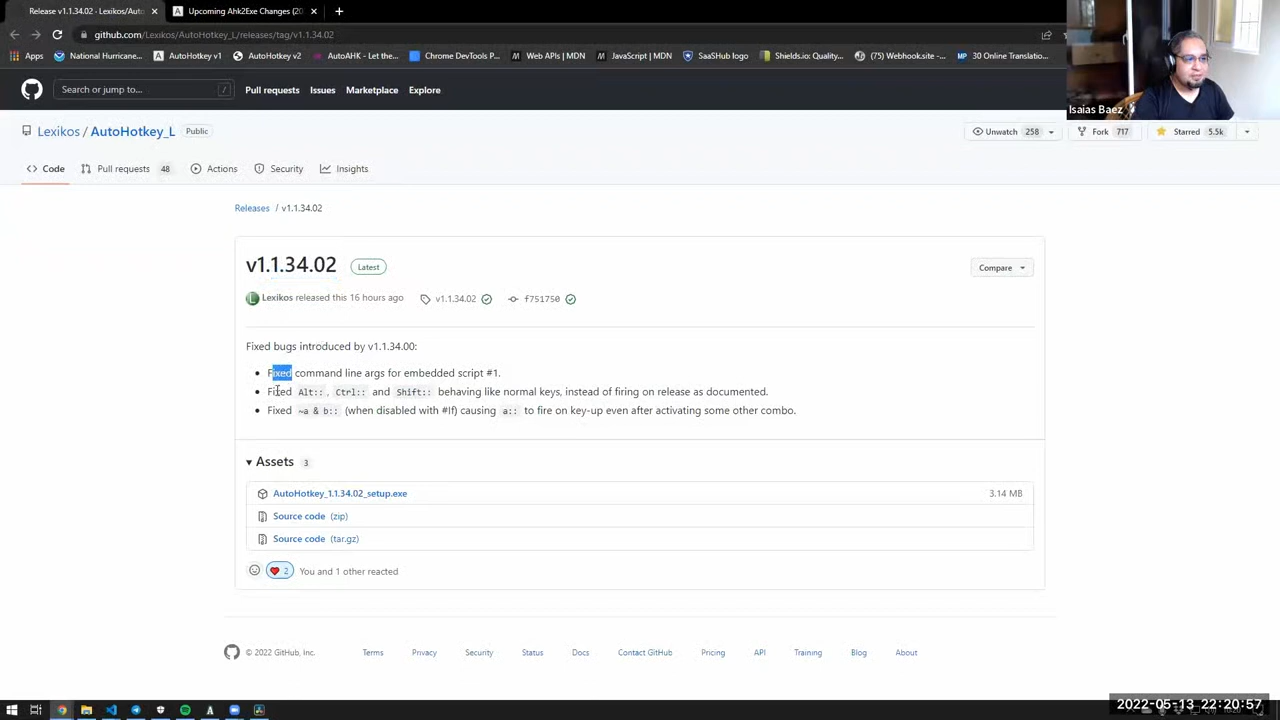 Release v1.1.34.02 · Lexikos/Auto
Upcoming Ahk2Exe Changes (20
github.com/Lexikos/AutoHotkey_L/releases/tag/v1.1.34.02
National Hurricane...
AutoHotkey v1
AutoHotkey v2
AutoAHK - Let the...
Chrome DevTools P...
Web APIs | MDN
JavaScript | MDN
SaaSHub logo
Shields.io: Quality...
(75) Webhook.site -...
30 Online Translatio...
Search or jump to...
/
Pull requests
Issues
Marketplace
Explore
Isaias Baez
Lexikos / AutoHotkey_L
Public
Unwatch 258
Fork 717
Starred 5.5k
Code
Pull requests 48
Actions
Security
Insights
Releases / v1.1.34.02
v1.1.34.02
Latest
Compare
Lexikos released this 16 hours ago
v1.1.34.02
f751750
Fixed bugs introduced by v1.1.34.00:
• Fixed command line args for embedded script #1.
• Fixed Alt::, Ctrl:: and Shift:: behaving like normal keys, instead of firing on release as documented.
• Fixed ~a & b:: (when disabled with #If) causing a:: to fire on key-up even after activating some other combo.
Assets 3
AutoHotkey_1.1.34.02_setup.exe
3.14 MB
Source code (zip)
Source code (tar.gz)
2
You and 1 other reacted
© 2022 GitHub, Inc.
Terms
Privacy
Security
Status
Docs
Contact GitHub
Pricing
API
Training
Blog
About
2022-05-13 22:20:57